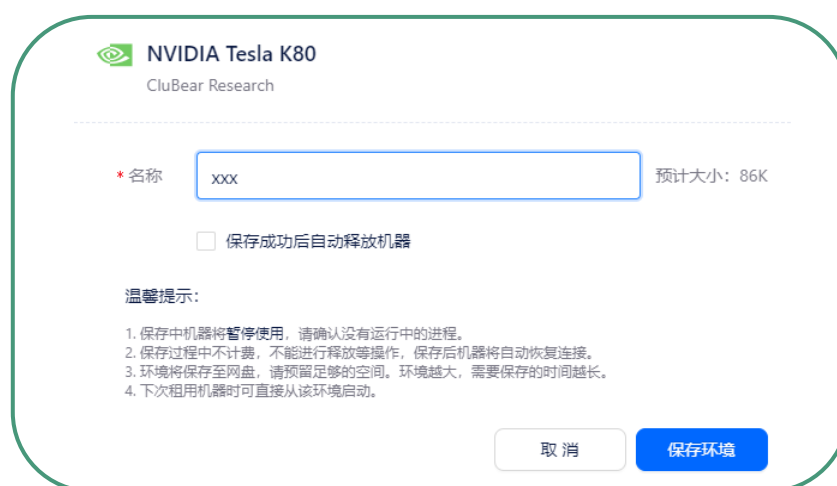 NVIDIA Tesla K80
CluBear Research
* 名称 xxx 预计大小：86K
保存成功后自动释放机器
温馨提示：
1. 保存中机器将暂停使用，请确认没有运行中的进程。
2. 保存过程中不计费，不能进行释放等操作，保存后机器将自动恢复连接。
3. 环境将保存至网盘，请预留足够的空间。环境越大，需要保存的时间越长。
4. 下次租用机器时可直接从该环境启动。
取 消 保存环境